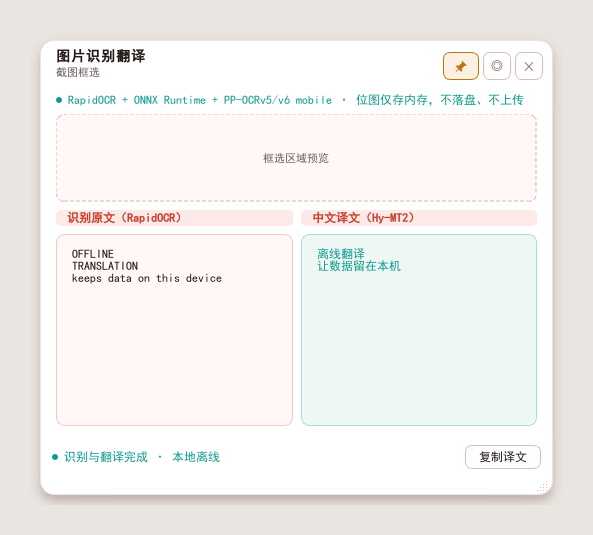 图片识别翻译
截图框选
RapidOCR + ONNX Runtime + PP-OCRv5/v6 mobile · 位图仅存内存，不落盘、不上传
框选区域预览
识别原文（RapidOCR）
中文译文（Hy-MT2）
OFFLINE
TRANSLATION
keeps data on this device
离线翻译
让数据留在本机
识别与翻译完成 · 本地离线
复制译文